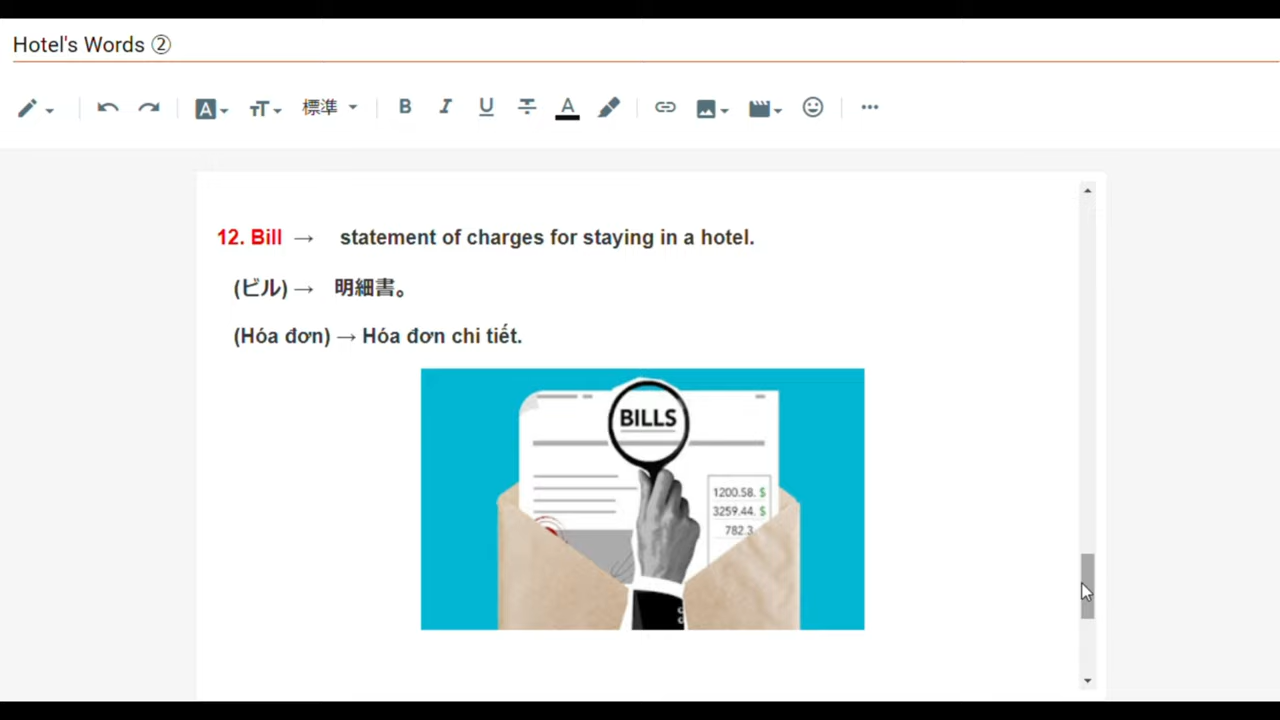 Hotel's Words ②
標準
12. Bill → statement of charges for staying in a hotel.
(ビル) → 明細書。
(Hóa đơn) → Hóa đơn chi tiết.
BILLS
1200.58. $
3259.44. $
782.3